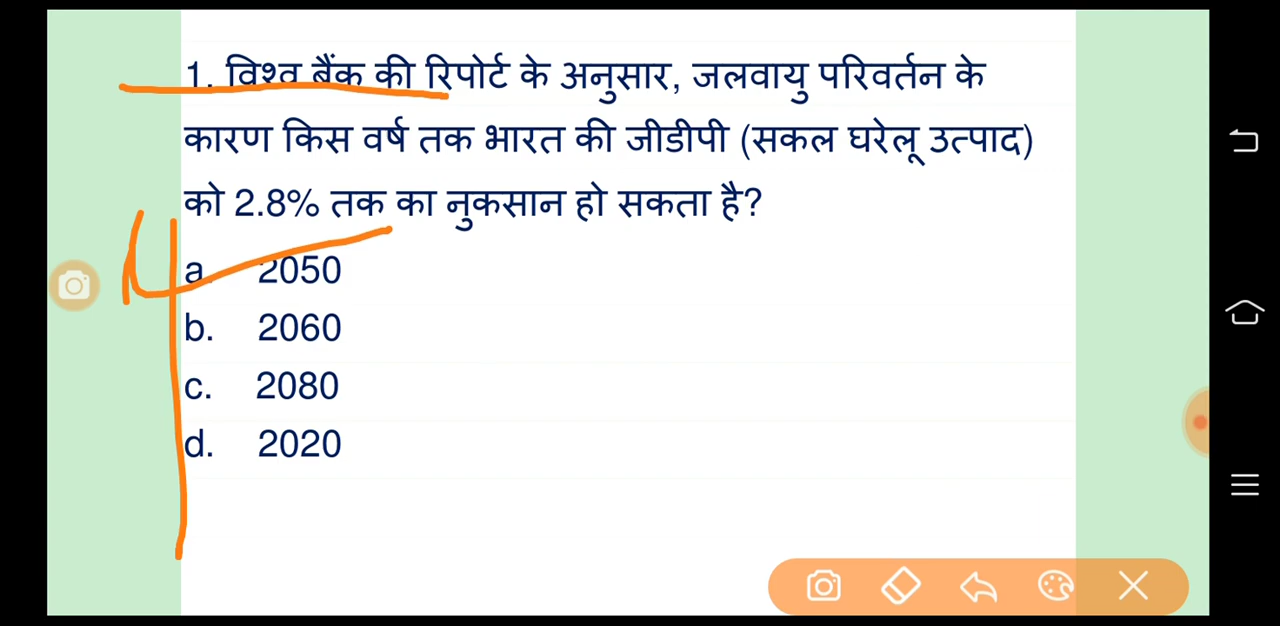 1. विश्व बैंक की रिपोर्ट के अनुसार, जलवायु परिवर्तन के
कारण किस वर्ष तक भारत की जीडीपी (सकल घरेलू उत्पाद)
को 2.8% तक का नुकसान हो सकता है?
a. 2050
b. 2060
c. 2080
d. 2020